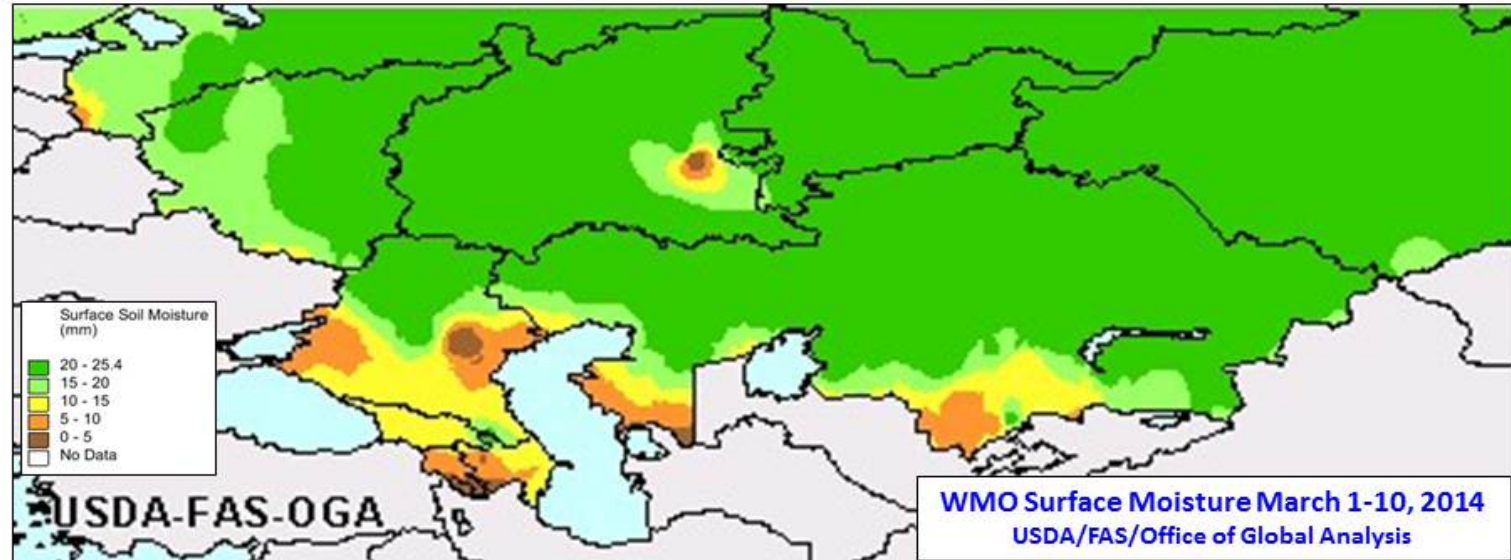 Surface Soil Moisture
(mm)
20 - 25.4
15 - 20
10 - 15
5 - 10
0 - 5
No Data
USDA-FAS-OGA
WMO Surface Moisture March 1-10, 2014
USDA/FAS/Office of Global Analysis